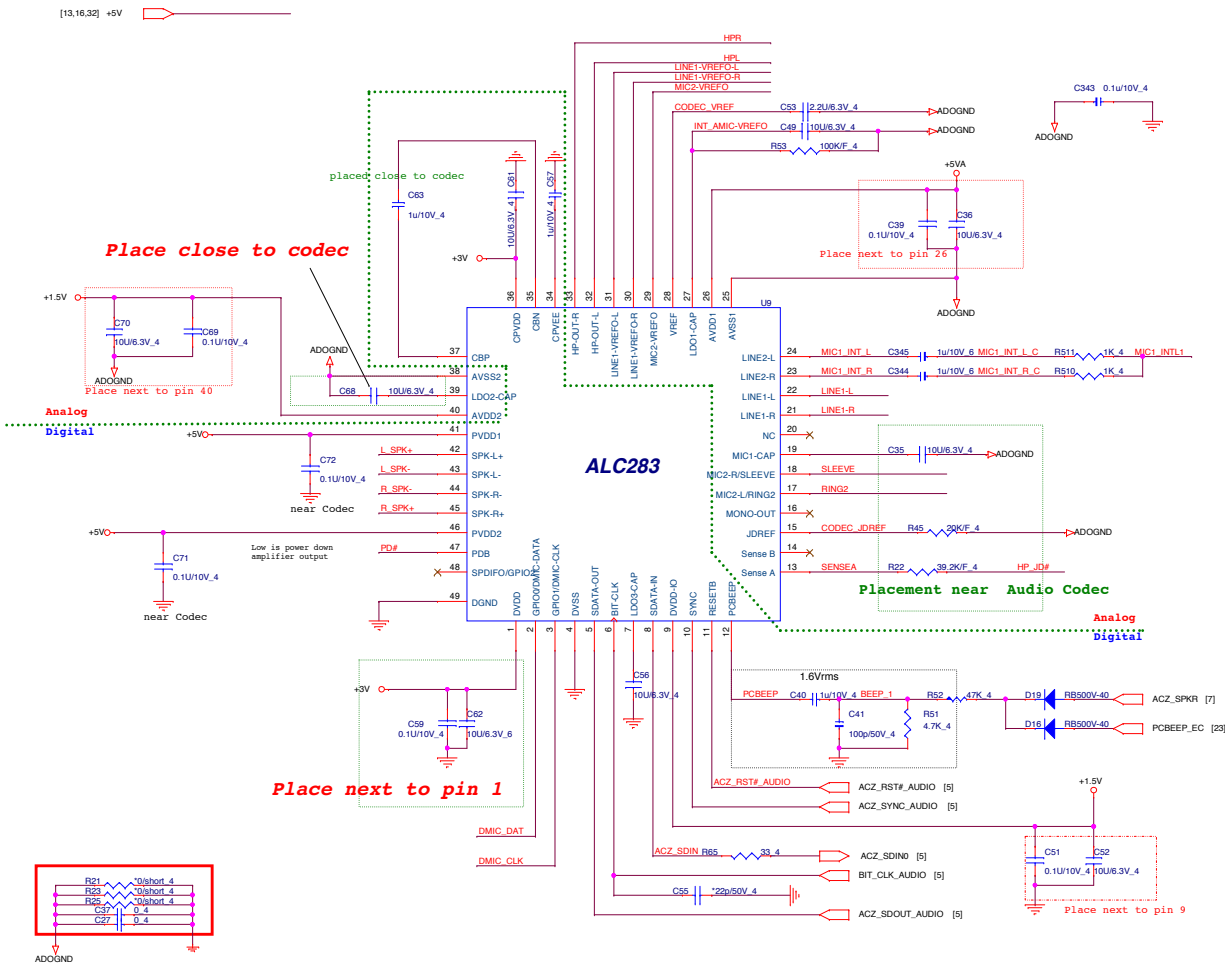 [13,16,32] +5V
HPR
HPL
LINE1-VREFO-L
LINE1-VREFO-R
MIC2-VREFO
CODEC_VREF C53 2.2U/6.3V_4 ADOGND
INT_AMIC-VREFO C49 10U/6.3V_4 ADOGND
R53 100K/F_4
C343 0.1u/10V_4
ADOGND
+5VA
C39 0.1U/10V_4
C36 10U/6.3V_4
Place next to pin 26
ADOGND
placed close to codec
C63 1u/10V_4
C61 10U/6.3V_4
C57 1u/10V_4
+3V
Place close to codec
+1.5V
C70 10U/6.3V_4
C69 0.1U/10V_4
ADOGND
Place next to pin 40
ADOGND
C68 10U/6.3V_4
Analog
Digital
+5V
C72 0.1U/10V_4
near Codec
L_SPK+
L_SPK-
R_SPK-
R_SPK+
+5V
C71 0.1U/10V_4
near Codec
Low is power down
amplifier output
PD#
U9
ALC283
36 CPVDD
35 CBN
34 CPVEE
33 HP-OUT-R
32 HP-OUT-L
31 LINE1-VREFO-L
30 LINE1-VREFO-R
29 MIC2-VREFO
28 VREF
27 LDO1-CAP
26 AVDD1
25 AVSS1
37 CBP
38 AVSS2
39 LDO2-CAP
40 AVDD2
41 PVDD1
42 SPK-L+
43 SPK-L-
44 SPK-R-
45 SPK-R+
46 PVDD2
47 PDB
48 SPDIFO/GPIO2
49 DGND
LINE2-L 24 MIC1_INT_L C345 1u/10V_6 MIC1_INT_L_C R511 1K_4 MIC1_INTL1
LINE2-R 23 MIC1_INT_R C344 1u/10V_6 MIC1_INT_R_C R510 1K_4
LINE1-L 22 LINE1-L
LINE1-R 21 LINE1-R
NC 20
MIC1-CAP 19 C35 10U/6.3V_4 ADOGND
MIC2-R/SLEEVE 18 SLEEVE
MIC2-L/RING2 17 RING2
MONO-OUT 16
JDREF 15 CODEC_JDREF R45 20K/F_4 ADOGND
Sense B 14
Sense A 13 SENSEA R22 39.2K/F_4 HP_JD#
Placement near Audio Codec
Analog
Digital
1 DVDD
2 GPIO0/DMIC-DATA
3 GPIO1/DMIC-CLK
4 DVSS
5 SDATA-OUT
6 BIT-CLK
7 LDO3-CAP
8 SDATA-IN
9 DVDD-IO
10 SYNC
11 RESETB
12 PCBEEP
+3V
C59 0.1U/10V_4
C62 10U/6.3V_6
Place next to pin 1
C56 10U/6.3V_4
1.6Vrms
PCBEEP C40 1u/10V_4 BEEP_1 R52 47K_4
C41 100p/50V_4
R51 4.7K_4
D19 RB500V-40 ACZ_SPKR [7]
D16 RB500V-40 PCBEEP_EC [23]
ACZ_RST#_AUDIO ACZ_RST#_AUDIO [5]
ACZ_SYNC_AUDIO [5]
+1.5V
DMIC_DAT
DMIC_CLK
ACZ_SDIN R65 33_4 ACZ_SDIN0 [5]
BIT_CLK_AUDIO [5]
C55 *22p/50V_4
ACZ_SDOUT_AUDIO [5]
C51 0.1U/10V_4
C52 10U/6.3V_4
Place next to pin 9
R21 *0/short_4
R23 *0/short_4
R25 *0/short_4
C37 0_4
C27 0_4
ADOGND